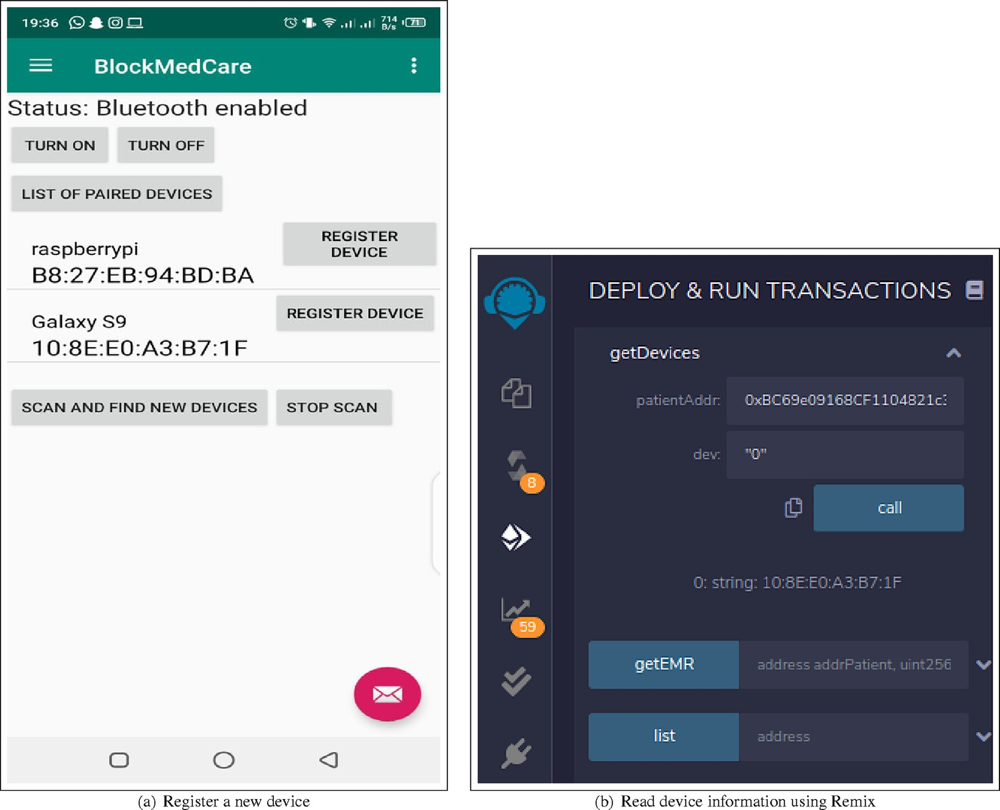 19:36
714
B/s
71
BlockMedCare
Status: Bluetooth enabled
TURN ON
TURN OFF
LIST OF PAIRED DEVICES
raspberrypi
B8:27:EB:94:BD:BA
REGISTER
DEVICE
Galaxy S9
10:8E:E0:A3:B7:1F
REGISTER DEVICE
SCAN AND FIND NEW DEVICES
STOP SCAN
(a) Register a new device
DEPLOY & RUN TRANSACTIONS
getDevices
patientAddr:
0xBC69e09168CF1104821c
dev:
"0"
8
call
0: string: 10:8E:E0:A3:B7:1F
59
getEMR
address addrPatient, uint256
list
address
(b) Read device information using Remix